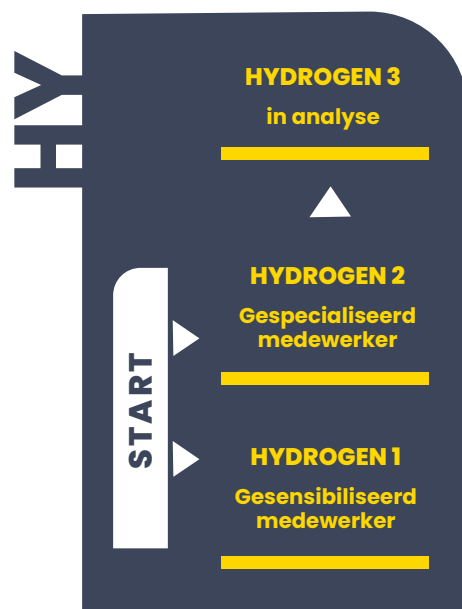 HY
HYDROGEN 3
in analyse
HYDROGEN 2
Gespecialiseerd
medewerker
START
HYDROGEN 1
Gesensibiliseerd
medewerker